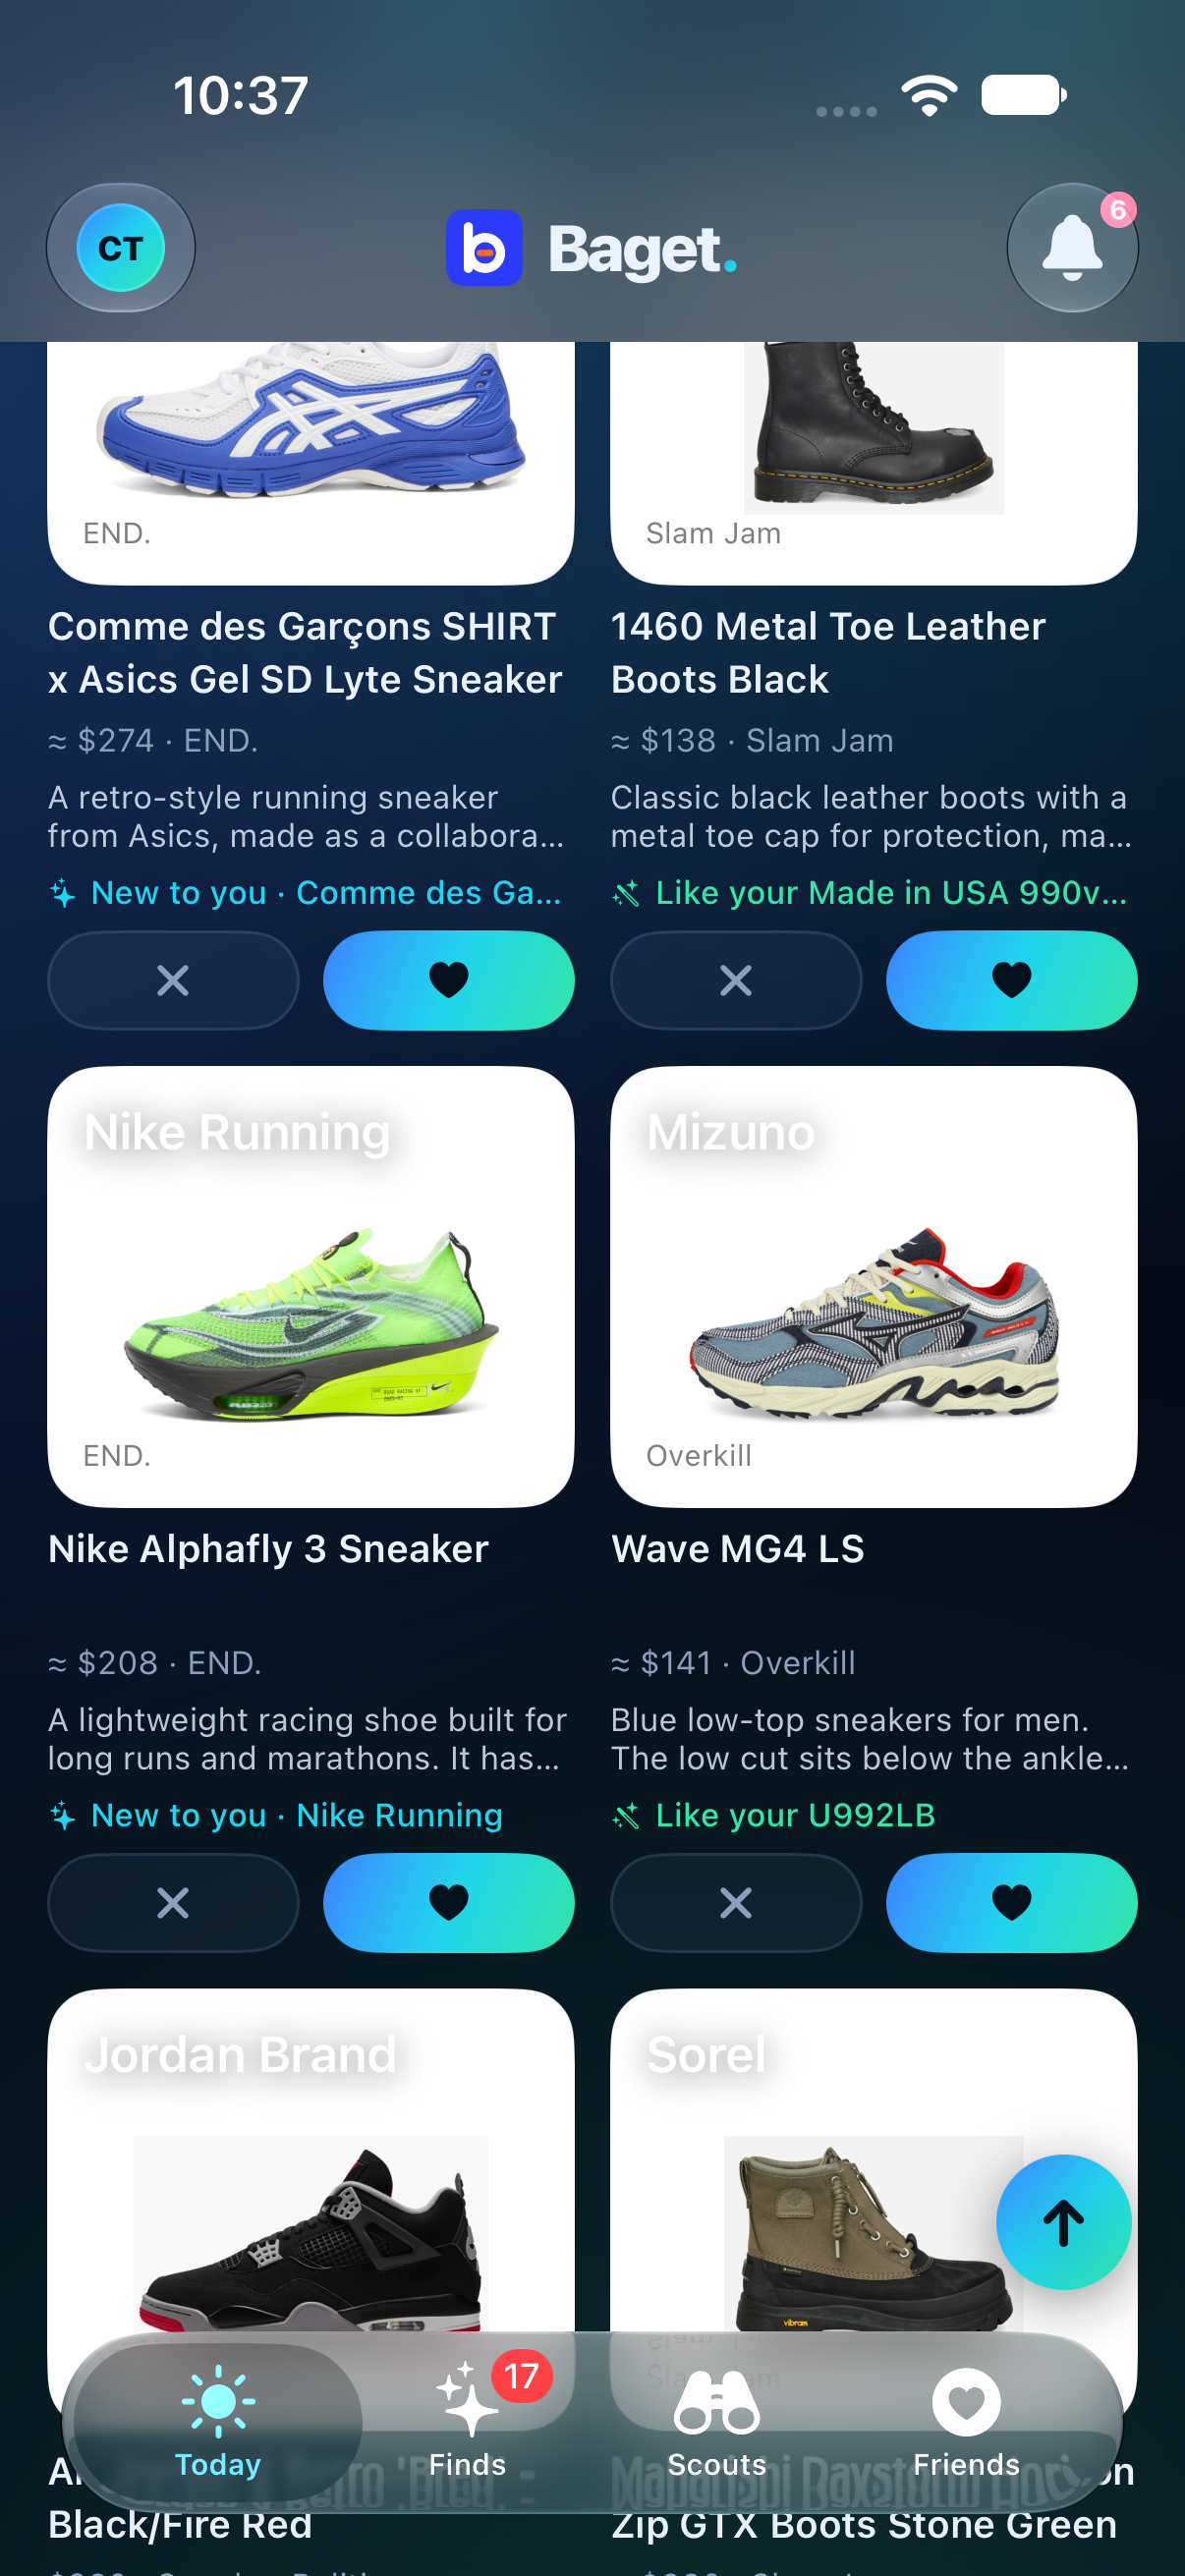 10:37
CT
b
Baget.
6
END.
Slam Jam
Comme des Garçons SHIRT
x Asics Gel SD Lyte Sneaker
≈ $274 · END.
A retro-style running sneaker
from Asics, made as a collabora...
New to you · Comme des Ga...
1460 Metal Toe Leather
Boots Black
≈ $138 · Slam Jam
Classic black leather boots with a
metal toe cap for protection, ma...
Like your Made in USA 990v...
Nike Running
END.
Nike Alphafly 3 Sneaker
≈ $208 · END.
A lightweight racing shoe built for
long runs and marathons. It has...
New to you · Nike Running
Mizuno
Overkill
Wave MG4 LS
≈ $141 · Overkill
Blue low-top sneakers for men.
The low cut sits below the ankle...
Like your U992LB
Jordan Brand
Black/Fire Red
Sorel
vibram
Slam Jam
Zip GTX Boots Stone Green
Today
Finds
17
Scouts
Friends